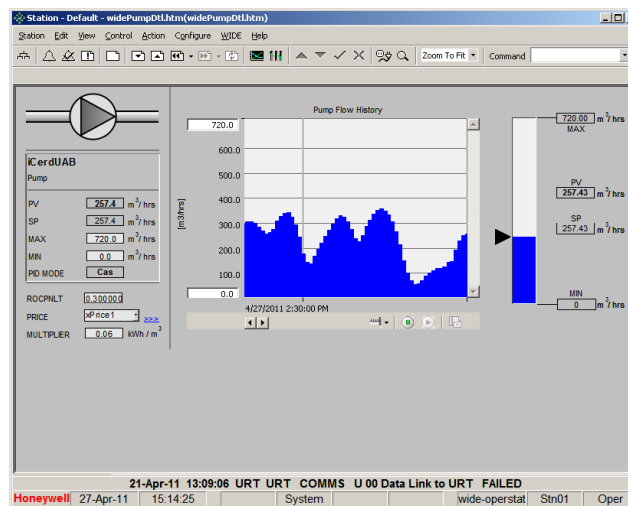 Station - Default - widePumpDtl.htm(widePumpDtl.htm)
Station Edit View Control Action Configure WIDE Help
Zoom To Fit Command
Pump Flow History
720.0
600.0
500.0
400.0
300.0
200.0
100.0
0.0
[m3/hrs]
4/27/2011 2:30:00 PM
iCerdUAB
Pump
PV 257.4 m³/ hrs
SP 257.4 m³/ hrs
MAX 720.0 m³/ hrs
MIN 0.0 m³/ hrs
PID MODE Cas
ROCPNLT 0.300000
PRICE xPrice1 >>>
MULTIPLIER 0.06 kWh / m³
720.00 m³/hrs
MAX
PV
257.43 m³/hrs
SP
257.43 m³/hrs
MIN
0 m³/hrs
21-Apr-11 13:09:06 URT URT COMMS U 00 Data Link to URT FAILED
Honeywell 27-Apr-11 15:14:25 System wide-operstat Stn01 Oper